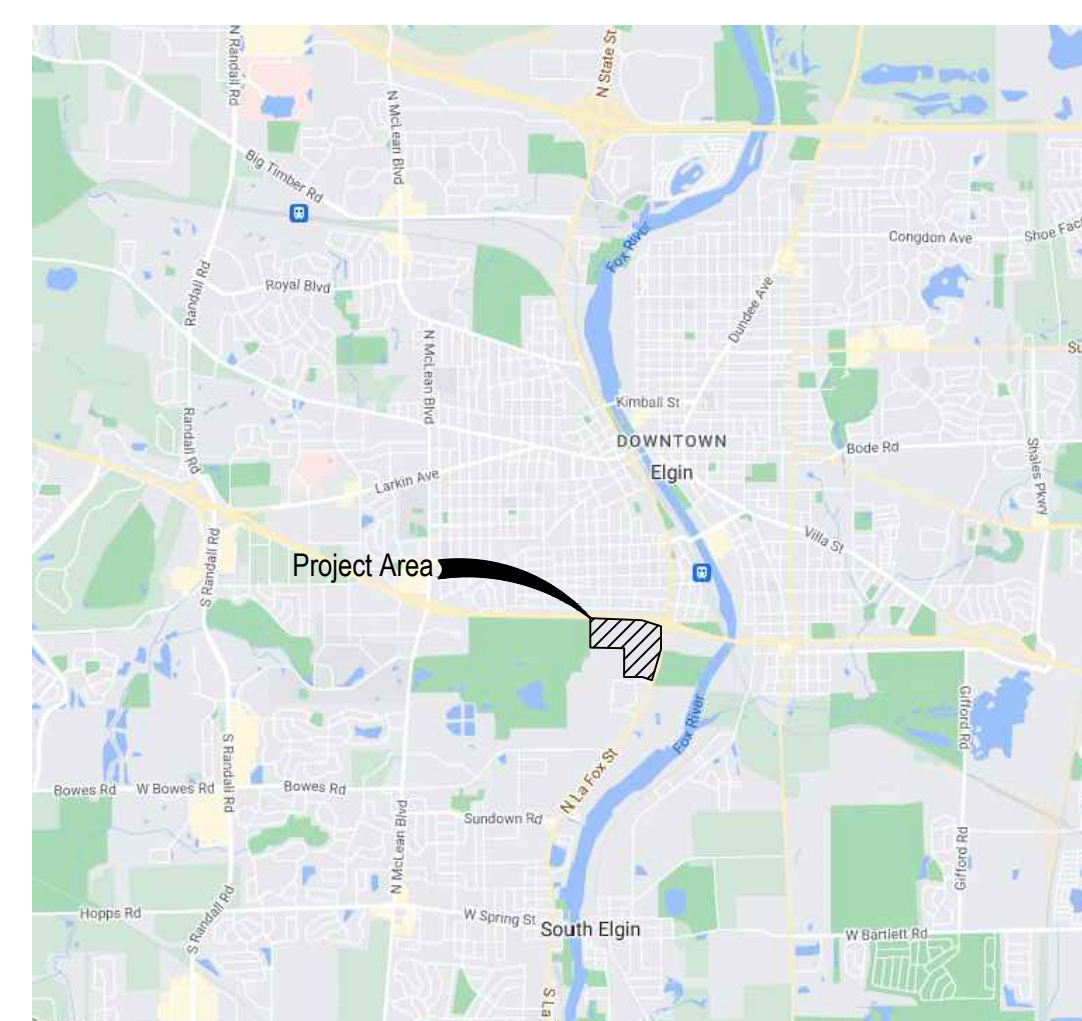 N Randall Rd
N State St
N McLean Blvd
Big Timber Rd
Congdon Ave
Shoe Fac
Fox River
Randall Rd
Royal Blvd
Dundee Ave
N McLean Blvd
Su
Kimball St
Randall Rd
DOWNTOWN
Elgin
Bode Rd
Shales Pkwy
Larkin Ave
Villa St
S Randall Rd
Project Area
Gifford Rd
Fox River
S Randall Rd
N La Fox St
Bowes Rd
W Bowes Rd
Bowes Rd
Sundown Rd
N McLean Blvd
Gifford Rd
Hopps Rd
S Randall Rd
W Spring St
South Elgin
W Bartlett Rd
S La